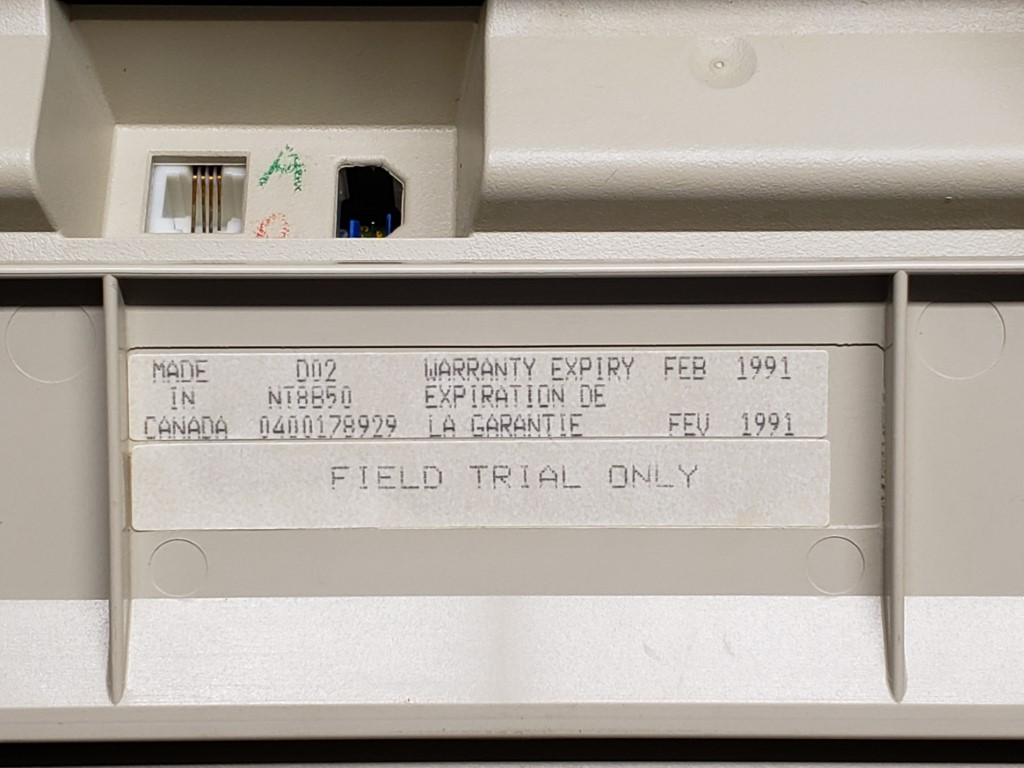 MADE D02 WARRANTY EXPIRY FEB 1991
IN NT8B50 EXPIRATION DE
CANADA 0400178929 LA GARANTIE FEV 1991
FIELD TRIAL ONLY